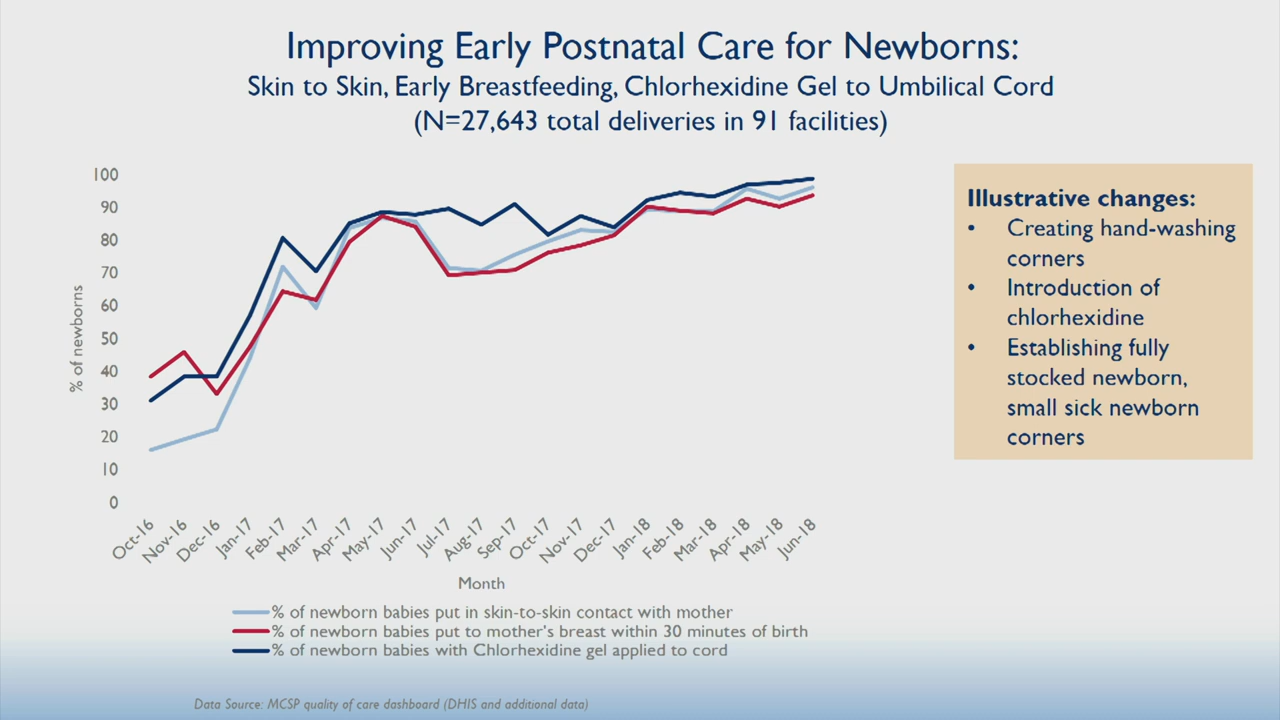 Improving Early Postnatal Care for Newborns:
Skin to Skin, Early Breastfeeding, Chlorhexidine Gel to Umbilical Cord
(N=27,643 total deliveries in 91 facilities)
100
90
80
70
60
50
40
30
20
10
0
% of newborns
Oct-16
Nov-16
Dec-16
Jan-17
Feb-17
Mar-17
Apr-17
May-17
Jun-17
Jul-17
Aug-17
Sep-17
Oct-17
Nov-17
Dec-17
Jan-18
Feb-18
Mar-18
Apr-18
May-18
Jun-18
Month
% of newborn babies put in skin-to-skin contact with mother
% of newborn babies put to mother's breast within 30 minutes of birth
% of newborn babies with Chlorhexidine gel applied to cord
Illustrative changes:
• Creating hand-washing
corners
• Introduction of
chlorhexidine
• Establishing fully
stocked newborn,
small sick newborn
corners
Data Source: MCSP quality of care dashboard (DHIS and additional data)